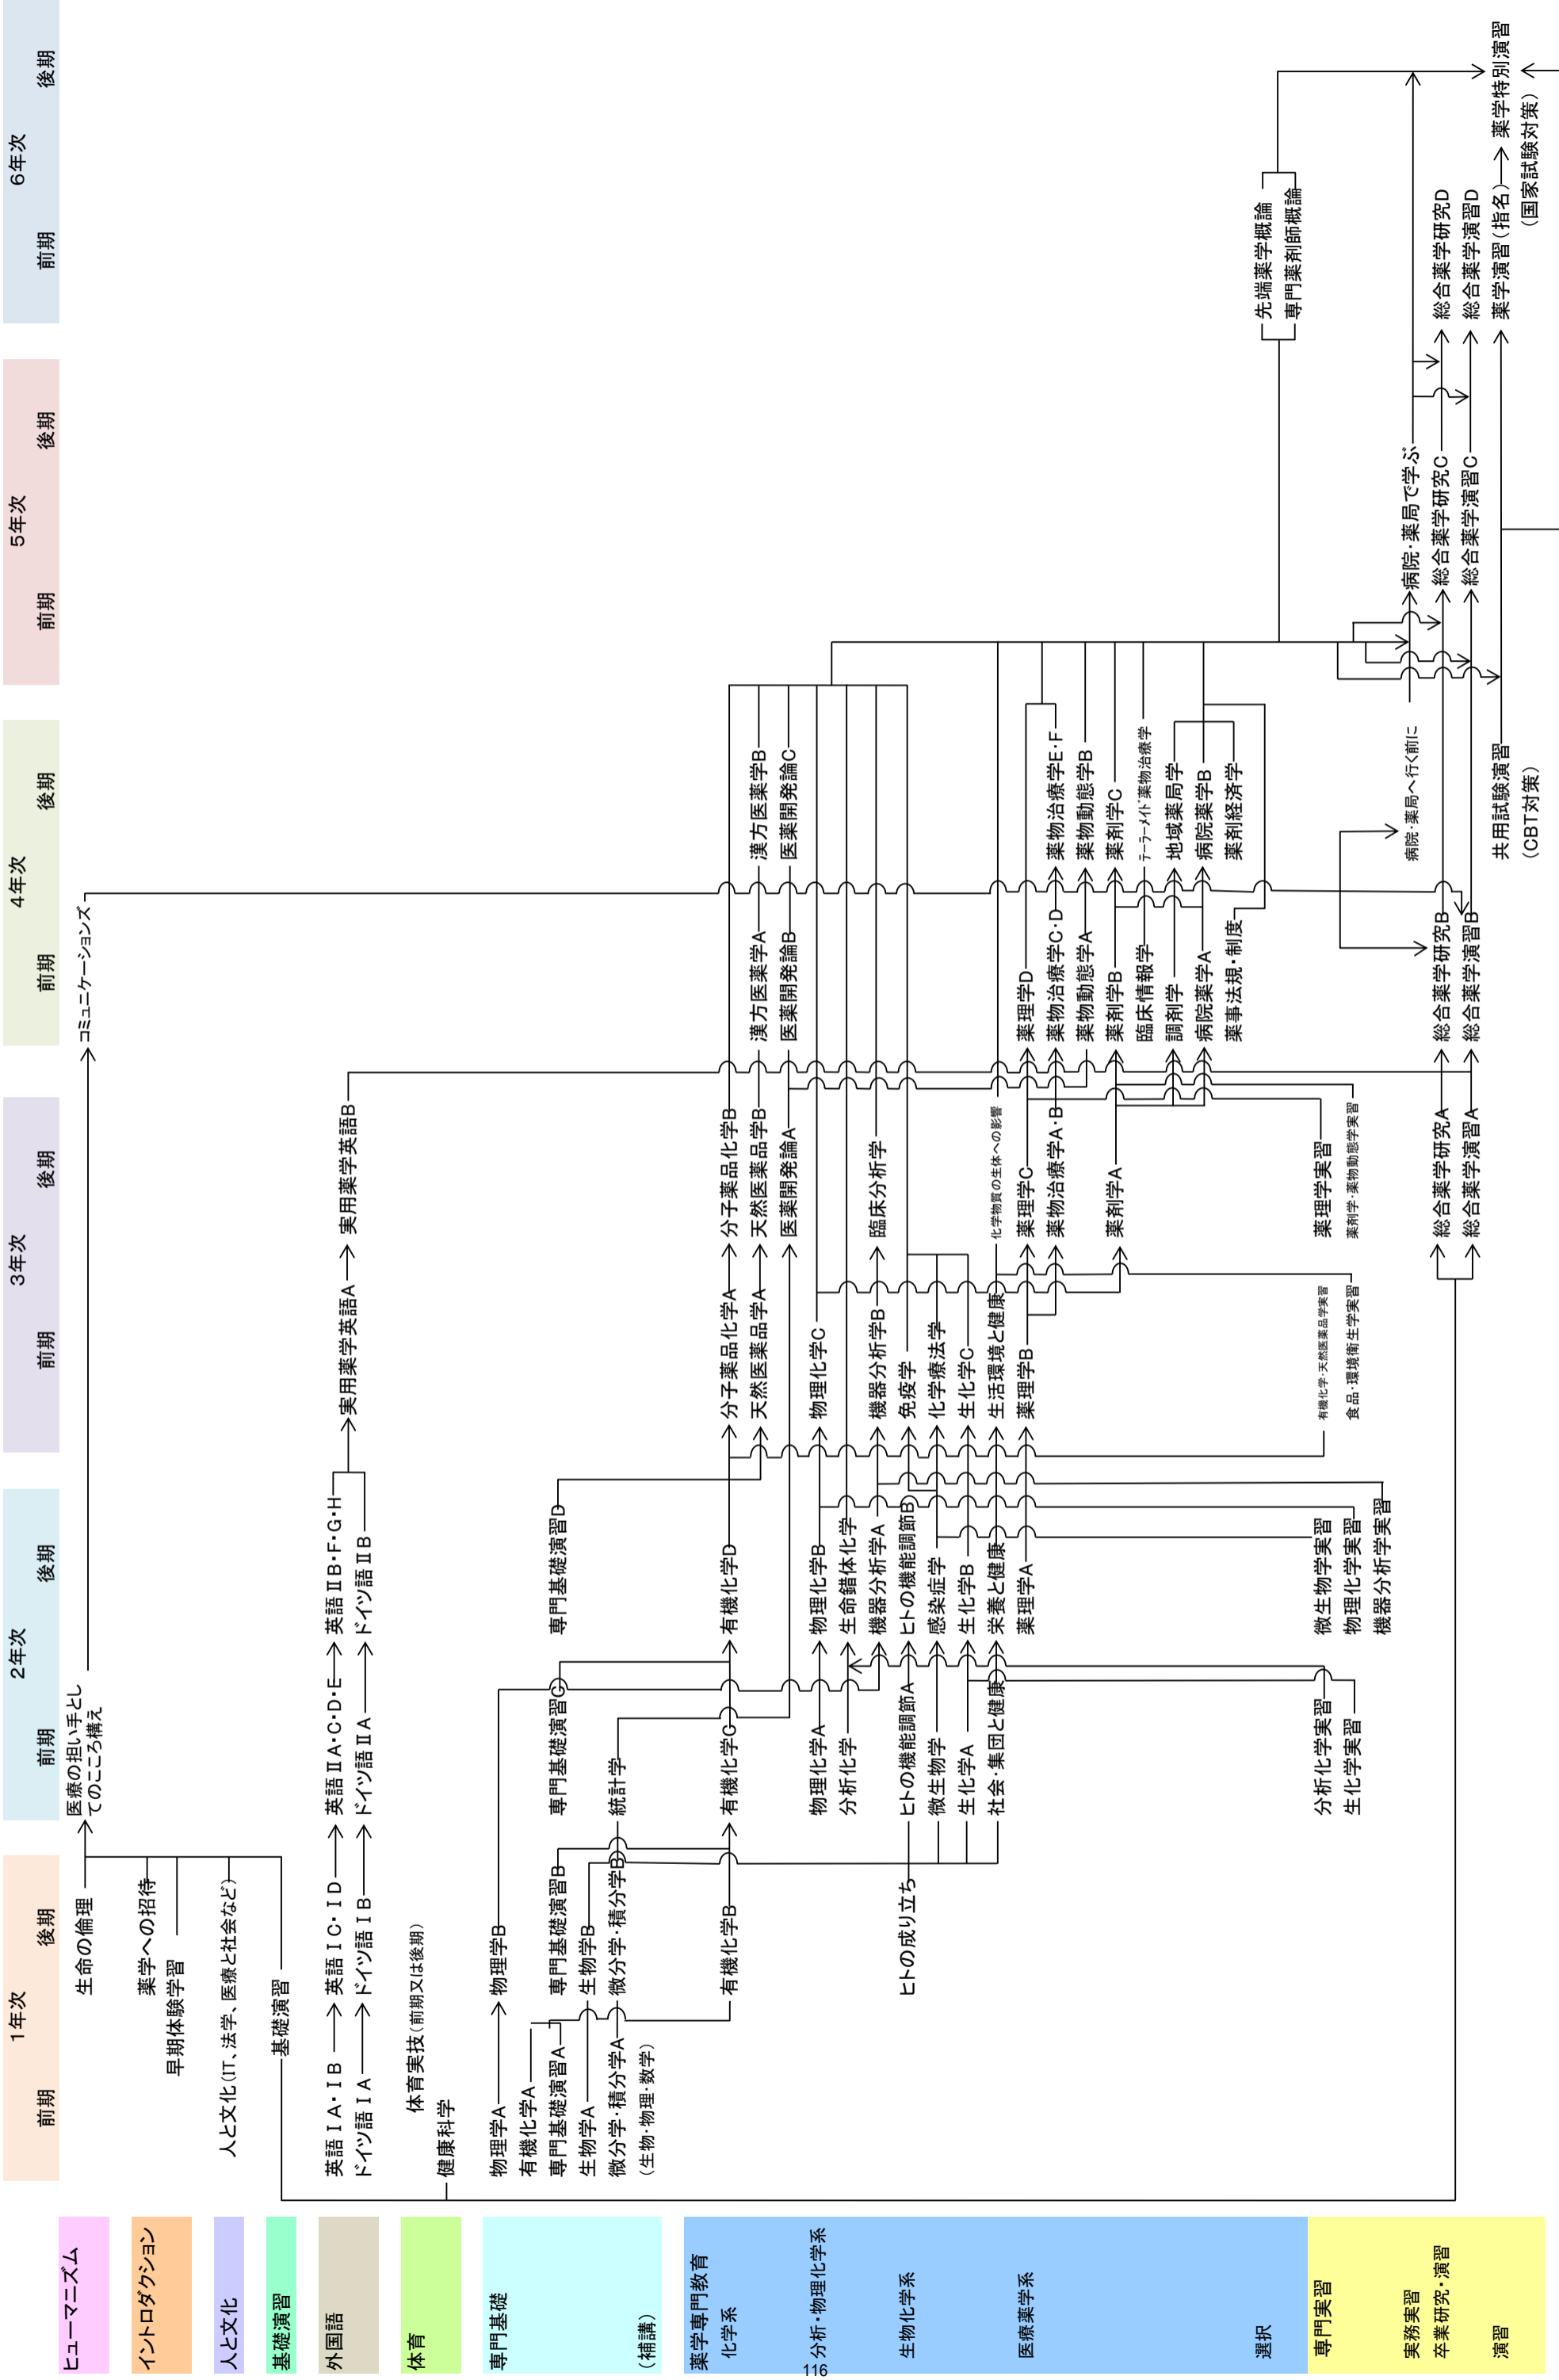 1年次
2年次
3年次
4年次
5年次
6年次
前期
後期
前期
後期
前期
後期
前期
後期
前期
後期
前期
後期
ヒューマニズム
生命の倫理
医療の担い手とし
てのこころ構え
コミュニケーションズ
イントロダクション
薬学への招待
早期体験学習
人と文化
人と文化(IT、法学、医療と社会など)
基礎演習
基礎演習
外国語
英語ⅠA・ⅠB
英語ⅠC・ⅠD
英語ⅡA・C・D・E
英語ⅡB・F・G・H
実用薬学英語A
実用薬学英語B
ドイツ語ⅠA
ドイツ語ⅠB
ドイツ語ⅡA
ドイツ語ⅡB
体育
体育実技(前期又は後期)
健康科学
専門基礎
物理学A
物理学B
有機化学A
専門基礎演習A
専門基礎演習B
専門基礎演習C
専門基礎演習D
生物学A
生物学B
微分学・積分学A
微分学・積分学B
統計学
(補講)
(生物・物理・数学)
薬学専門教育
化学系
有機化学B
有機化学C
有機化学D
分子薬品化学A
分子薬品化学B
天然医薬品学A
天然医薬品学B
漢方医薬学A
漢方医薬学B
医薬開発論A
医薬開発論B
医薬開発論C
分析・物理化学系
物理化学A
物理化学B
物理化学C
分析化学
生命錯体化学
機器分析学A
機器分析学B
臨床分析学
生物化学系
ヒトの成り立ち
ヒトの機能調節A
ヒトの機能調節B
免疫学
微生物学
感染症学
化学療法学
生化学A
生化学B
生化学C
社会・集団と健康
栄養と健康
生活環境と健康
化学物質の生体への影響
医療薬学系
薬理学A
薬理学B
薬理学C
薬理学D
薬物治療学A・B
薬物治療学C・D
薬物治療学E・F
薬物動態学A
薬物動態学B
薬剤学A
薬剤学B
薬剤学C
臨床情報学
テーラーメイド薬物治療学
調剤学
地域薬局学
病院薬学A
病院薬学B
薬事法規・制度
薬剤経済学
選択
先端薬学概論
専門薬剤師概論
専門実習
分析化学実習
微生物学実習
有機化学・天然医薬品学実習
薬理学実習
生化学実習
物理化学実習
食品・環境衛生学実習
薬剤学・薬物動態学実習
機器分析学実習
実務実習
病院・薬局へ行く前に
病院・薬局で学ぶ
卒業研究・演習
総合薬学研究A
総合薬学研究B
総合薬学研究C
総合薬学研究D
総合薬学演習A
総合薬学演習B
総合薬学演習C
総合薬学演習D
演習
共用試験演習
(CBT対策)
薬学演習(指名)
薬学特別演習
(国家試験対策)
116